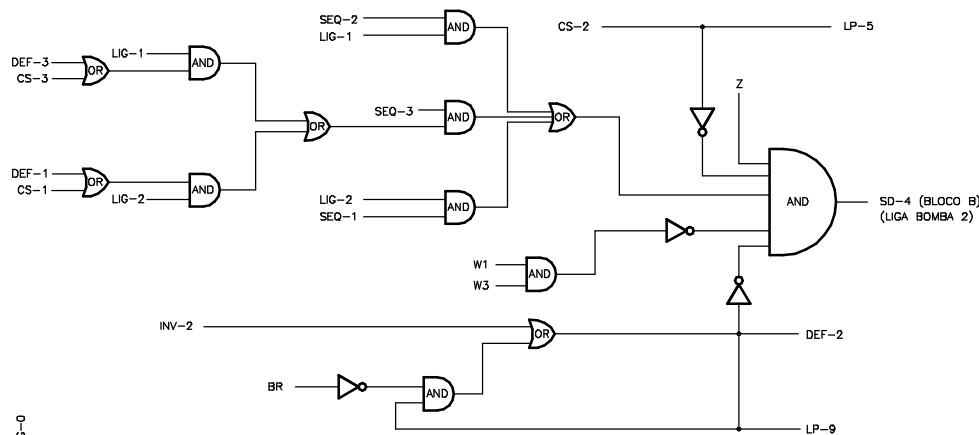 SEQ-2
LIG-1
AND
CS-2
LP-5
DEF-3
CS-3
OR
LIG-1
AND
Z
SEQ-3
AND
OR
OR
DEF-1
CS-1
OR
LIG-2
AND
LIG-2
SEQ-1
AND
AND
SD-4 (BLOCO B)
(LIGA BOMBA 2)
W1
W3
AND
INV-2
OR
DEF-2
BR
AND
LP-9